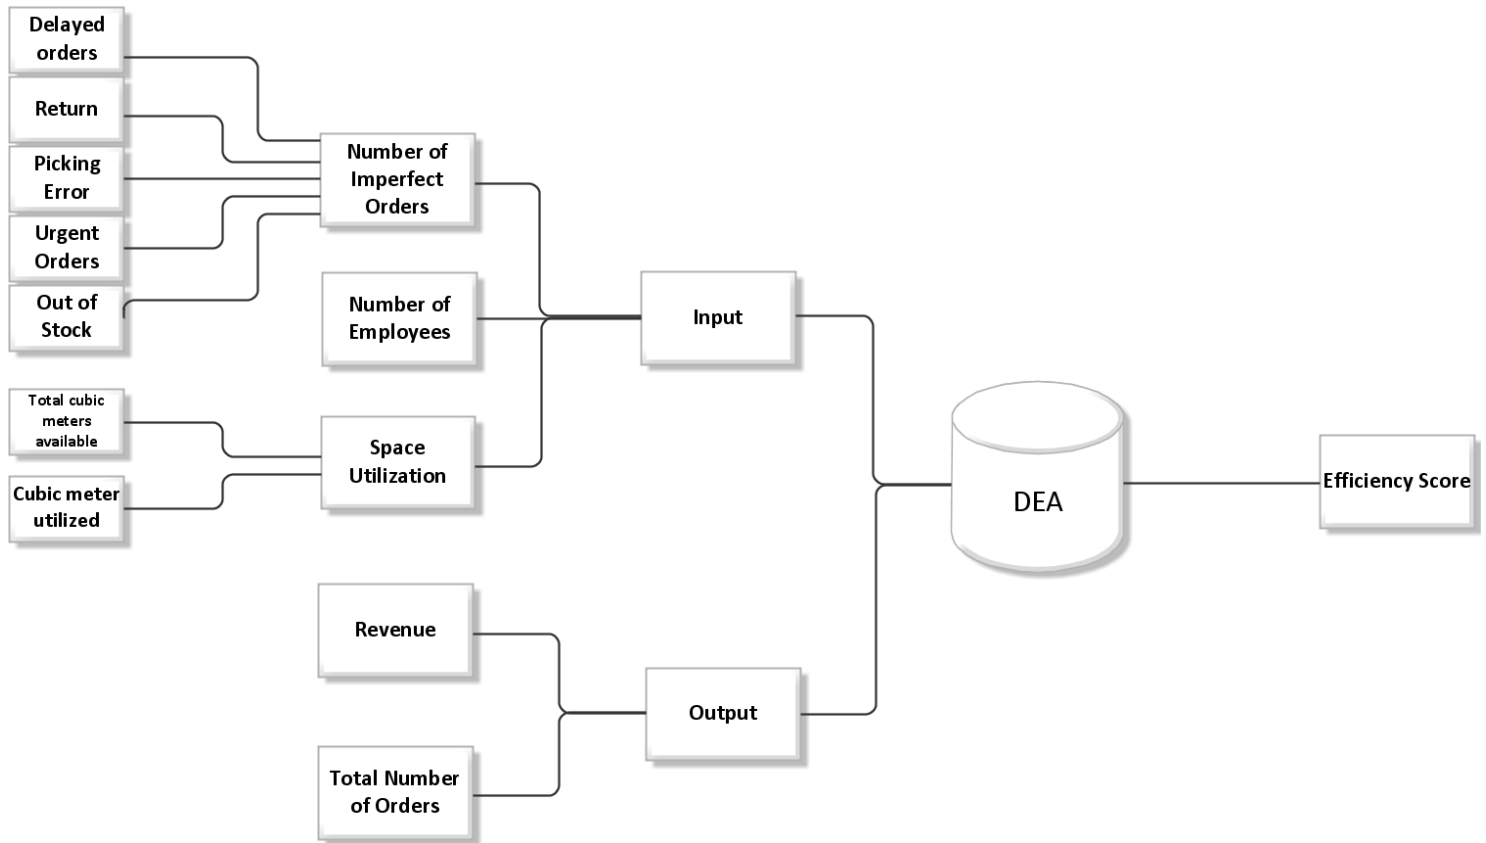 Delayed
orders
Return
Picking
Error
Urgent
Orders
Out of
Stock
Total cubic
meters
available
Cubic meter
utilized
Number of
Imperfect
Orders
Number of
Employees
Space
Utilization
Revenue
Total Number
of Orders
Input
Output
DEA
Efficiency Score